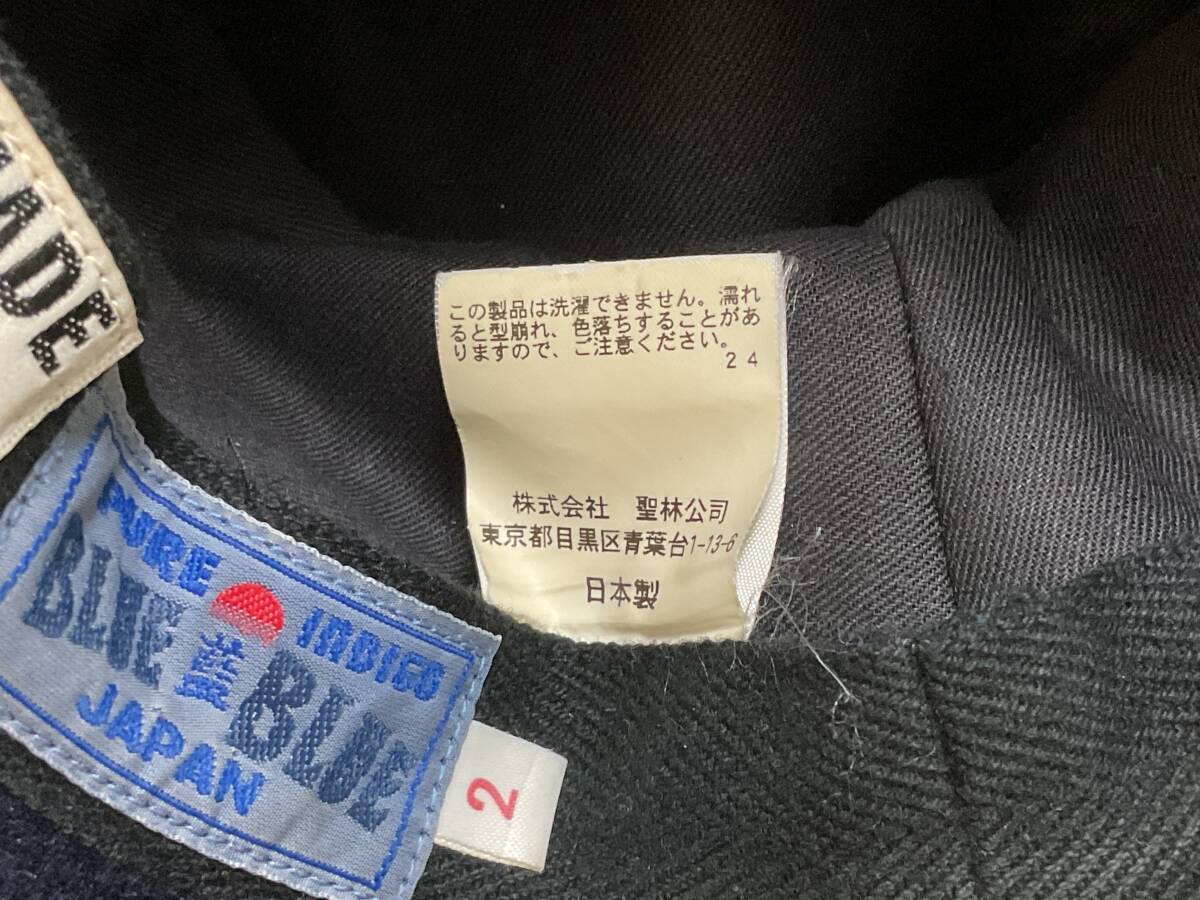 この製品は洗濯できません。濡れ
ると型崩れ、色落ちすることがあ
りますので、ご注意ください。
24
株式会社 聖林公司
東京都目黒区青葉台1-13-6
日本製
PURE INDIGO
BLUE 藍 BLUE
JAPAN
2